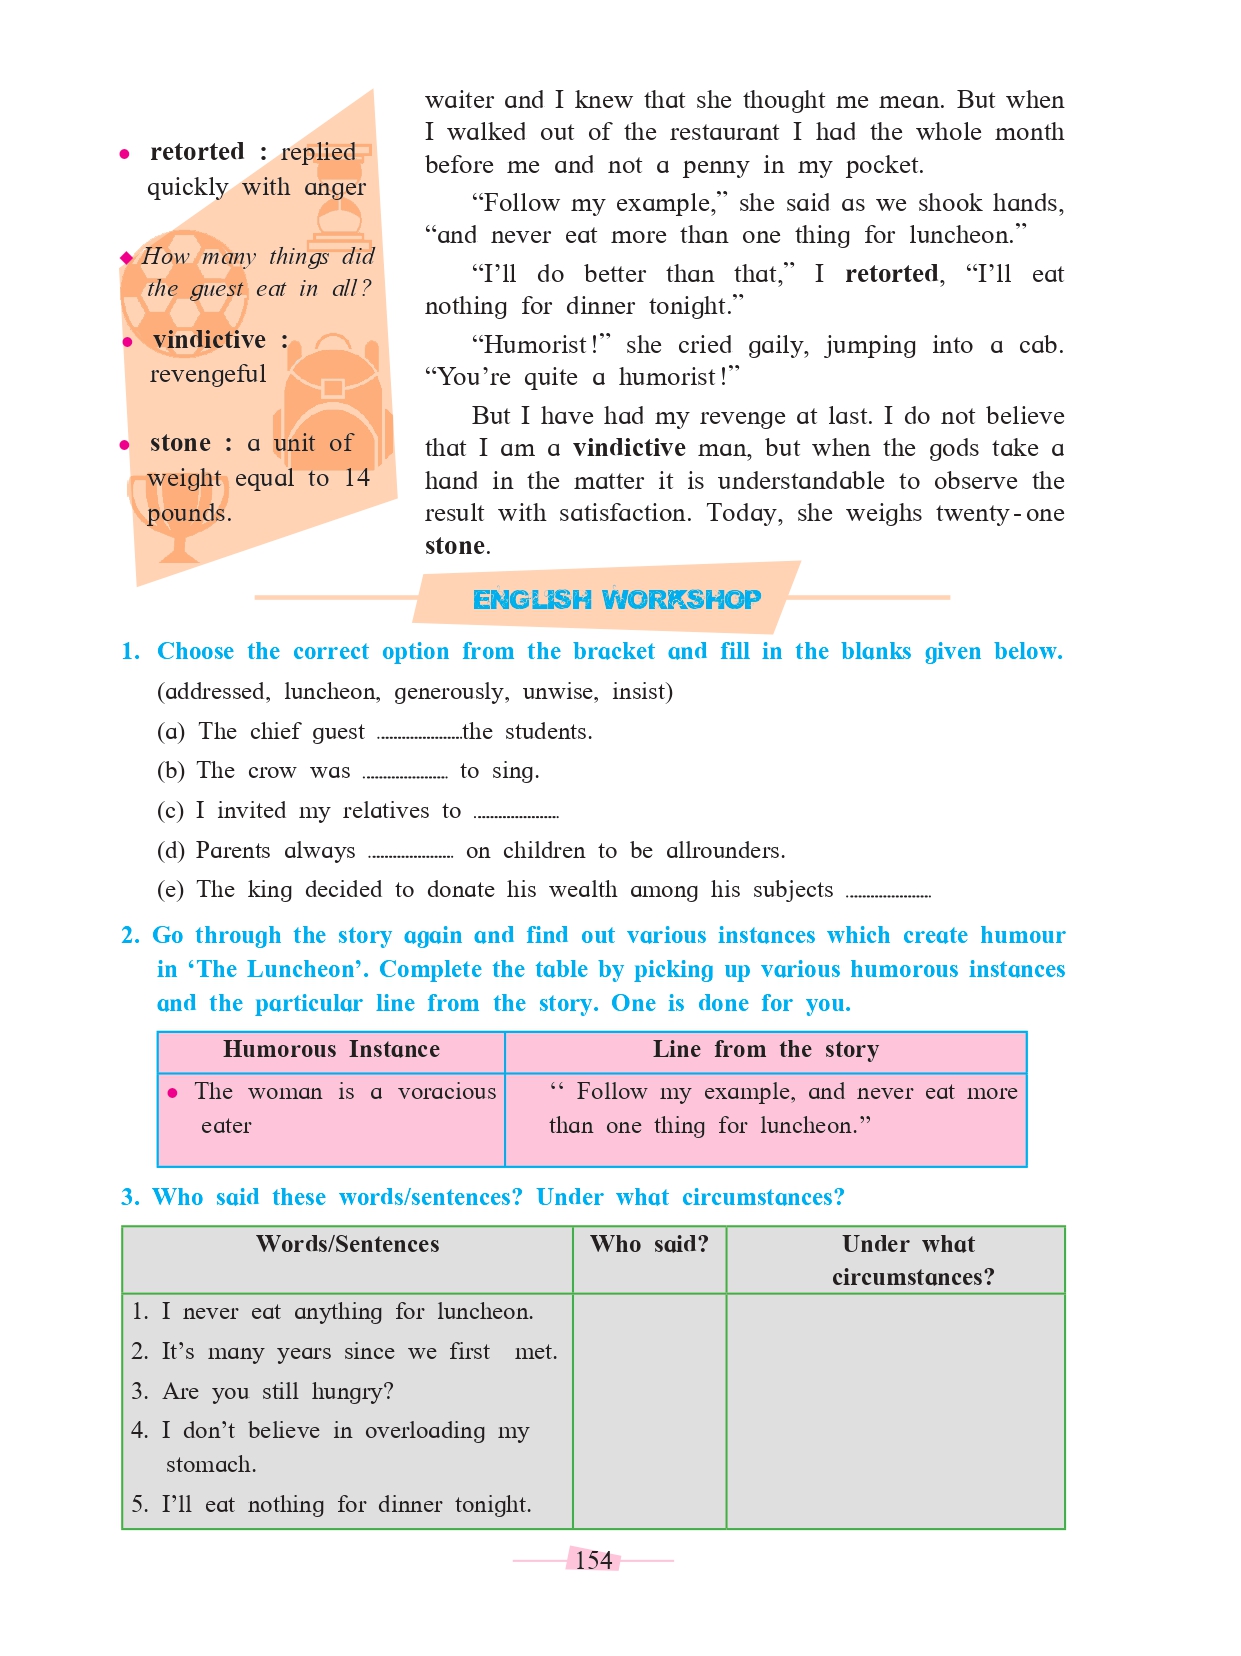 waiter and I knew that she thought me mean. But when
I walked out of the restaurant I had the whole month
before me and not a penny in my pocket.
“Follow my example,” she said as we shook hands,
“and never eat more than one thing for luncheon.”
“I’ll do better than that,” I retorted, “I’ll eat
nothing for dinner tonight.”
“Humorist!” she cried gaily, jumping into a cab.
“You’re quite a humorist!”
But I have had my revenge at last. I do not believe
that I am a vindictive man, but when the gods take a
hand in the matter it is understandable to observe the
result with satisfaction. Today, she weighs twenty-one
stone.
• retorted : replied
quickly with anger
◆ How many things did
the guest eat in all?
• vindictive :
revengeful
• stone : a unit of
weight equal to 14
pounds.
ENGLISH WORKSHOP
1. Choose the correct option from the bracket and fill in the blanks given below.
(addressed, luncheon, generously, unwise, insist)
(a) The chief guest .....................the students.
(b) The crow was ..................... to sing.
(c) I invited my relatives to .....................
(d) Parents always ..................... on children to be allrounders.
(e) The king decided to donate his wealth among his subjects .....................
2. Go through the story again and find out various instances which create humour
in ‘The Luncheon’. Complete the table by picking up various humorous instances
and the particular line from the story. One is done for you.
Humorous Instance Line from the story
• The woman is a voracious ‘‘ Follow my example, and never eat more
eater than one thing for luncheon.’’
3. Who said these words/sentences? Under what circumstances?
Words/Sentences Who said? Under what
circumstances?
1. I never eat anything for luncheon.
2. It’s many years since we first met.
3. Are you still hungry?
4. I don’t believe in overloading my
stomach.
5. I’ll eat nothing for dinner tonight.
154